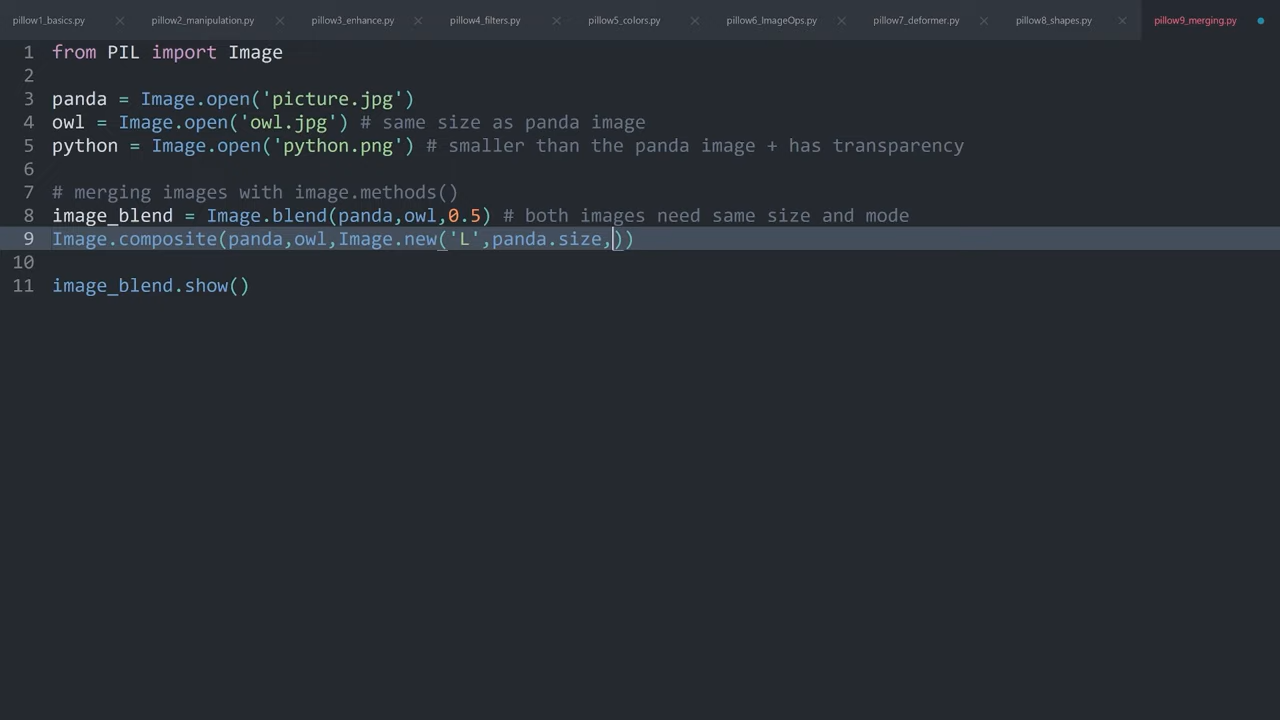 pillow1_basics.py pillow2_manipulation.py pillow3_enhance.py pillow4_filters.py pillow5_colors.py pillow6_ImageOps.py pillow7_deformer.py pillow8_shapes.py pillow9_merging.py
1 from PIL import Image
2
3 panda = Image.open('picture.jpg')
4 owl = Image.open('owl.jpg') # same size as panda image
5 python = Image.open('python.png') # smaller than the panda image + has transparency
6
7 # merging images with image.methods()
8 image_blend = Image.blend(panda,owl,0.5) # both images need same size and mode
9 Image.composite(panda,owl,Image.new('L',panda.size,))
10
11 image_blend.show()